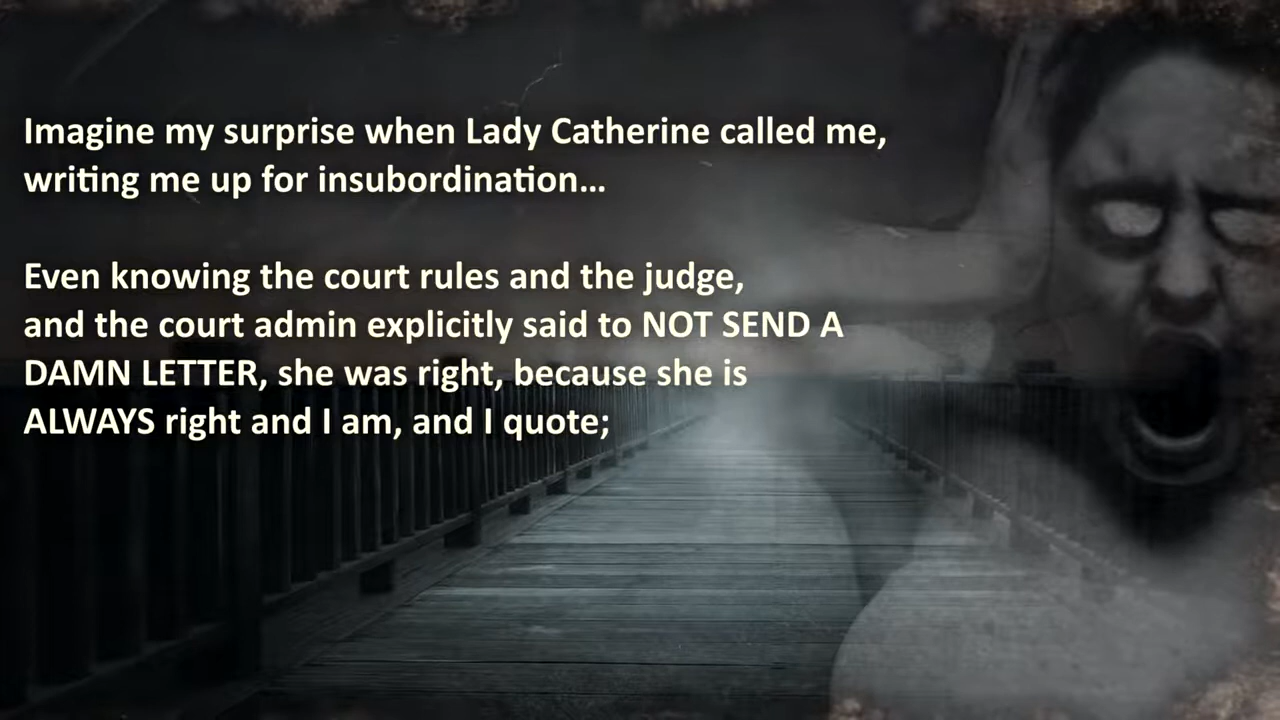 Imagine my surprise when Lady Catherine called me,
writing me up for insubordination…
Even knowing the court rules and the judge,
and the court admin explicitly said to NOT SEND A
DAMN LETTER, she was right, because she is
ALWAYS right and I am, and I quote;